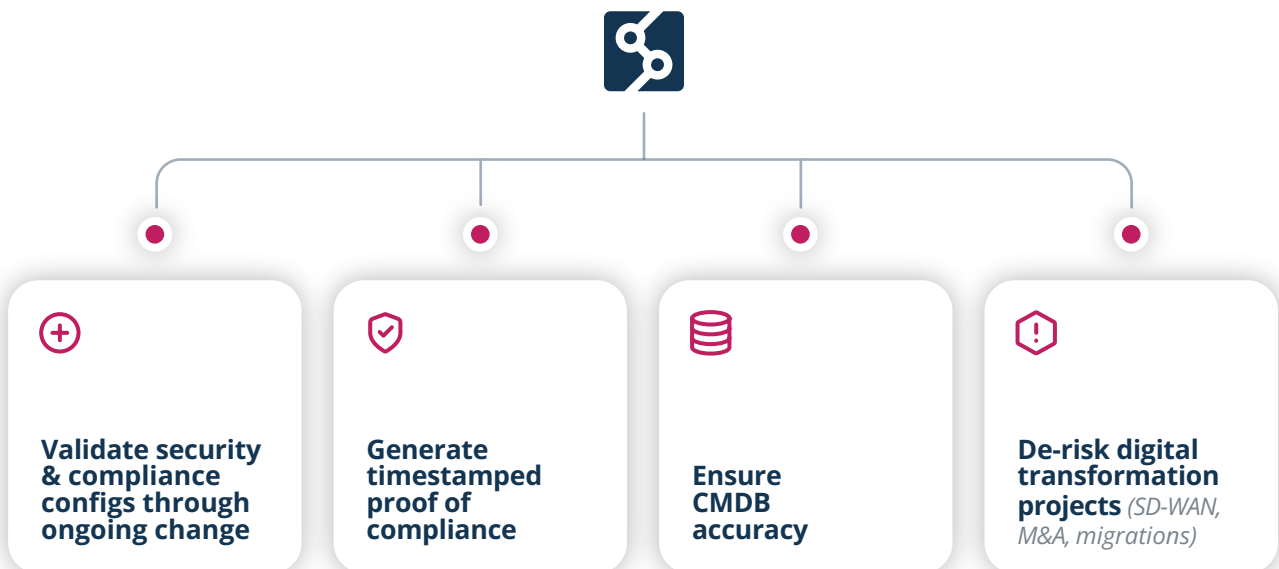 Validate security
& compliance
configs through
ongoing change
Generate
timestamped
proof of
compliance
Ensure
CMDB
accuracy
De-risk digital
transformation
projects (SD-WAN,
M&A, migrations)